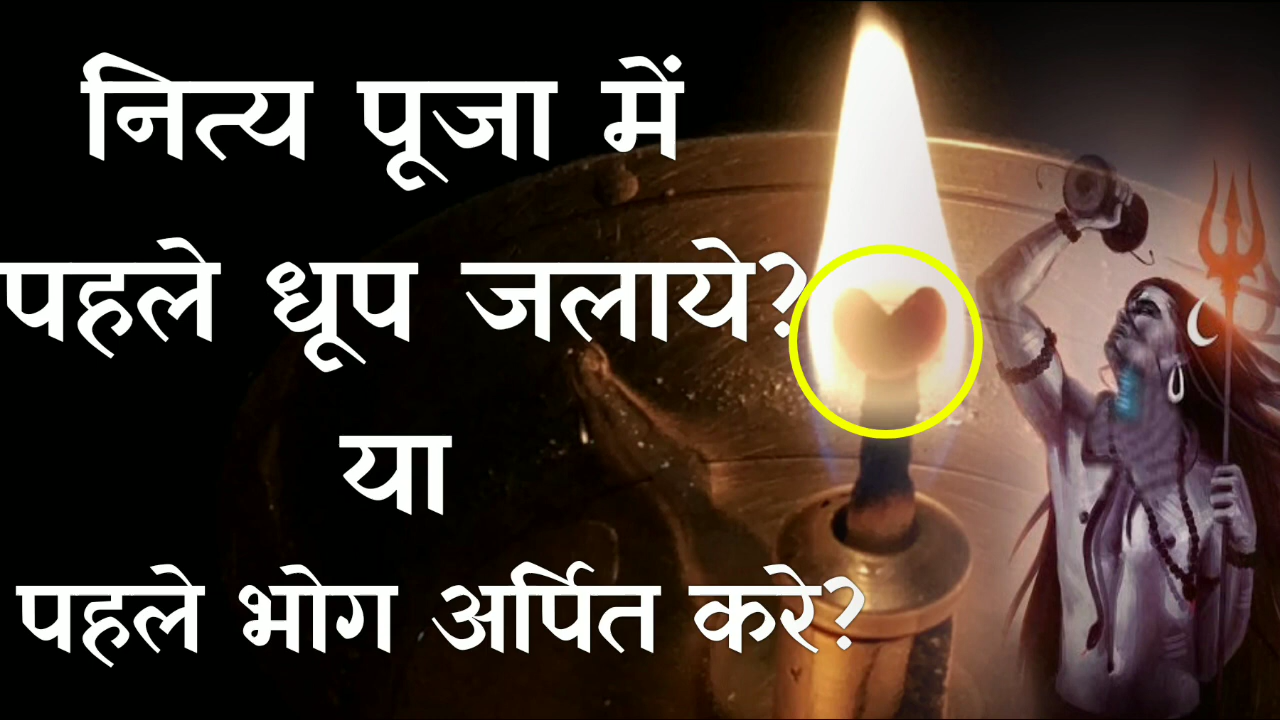 नित्य पूजा में
पहले धूप जलाये?
या
पहले भोग अर्पित करे?